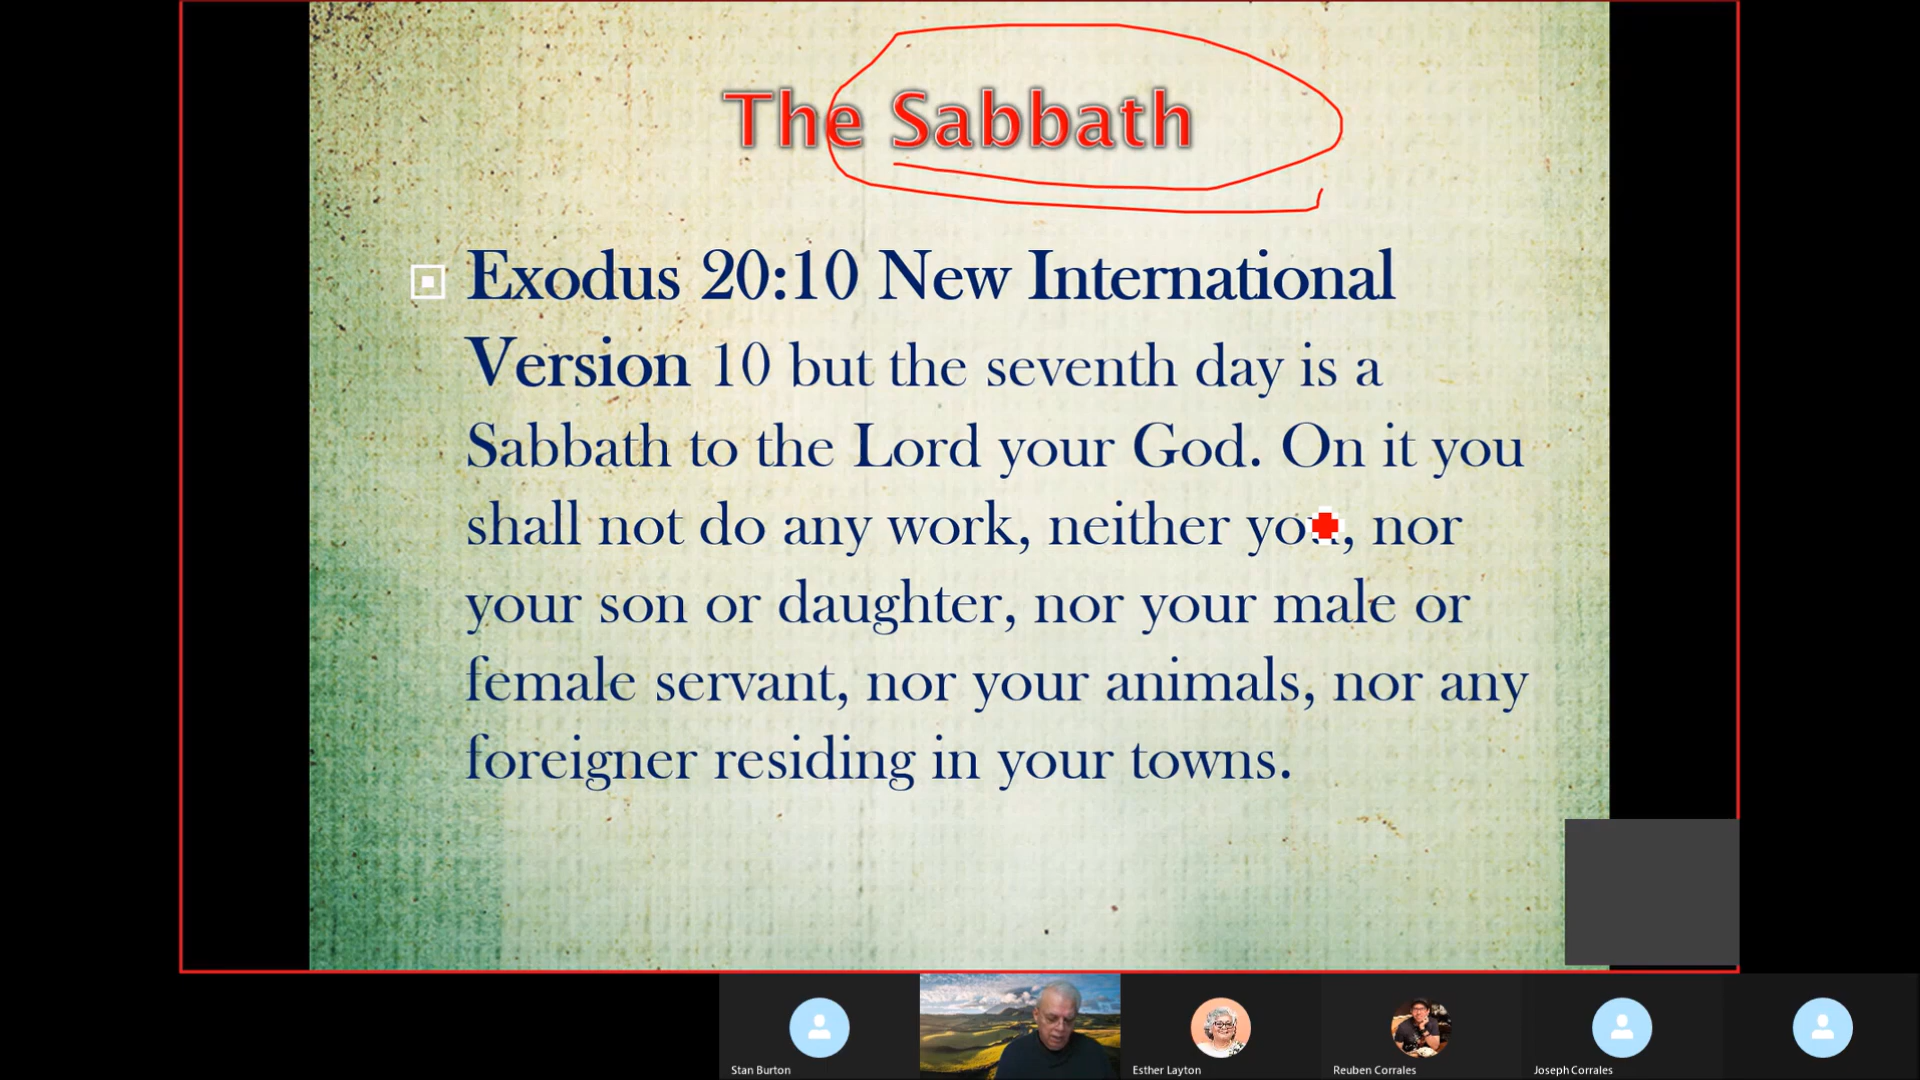 The Sabbath
Exodus 20:10 New International
Version 10 but the seventh day is a
Sabbath to the Lord your God. On it you
shall not do any work, neither you, nor
your son or daughter, nor your male or
female servant, nor your animals, nor any
foreigner residing in your towns.
Stan Burton
Esther Layton
Reuben Corrales
Joseph Corrales